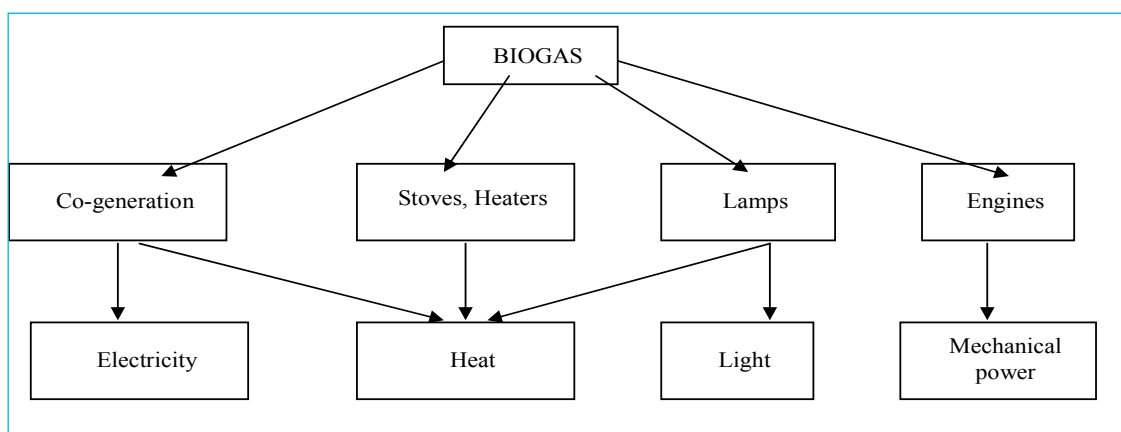 BIOGAS
Co-generation
Stoves, Heaters
Lamps
Engines
Electricity
Heat
Light
Mechanical
power